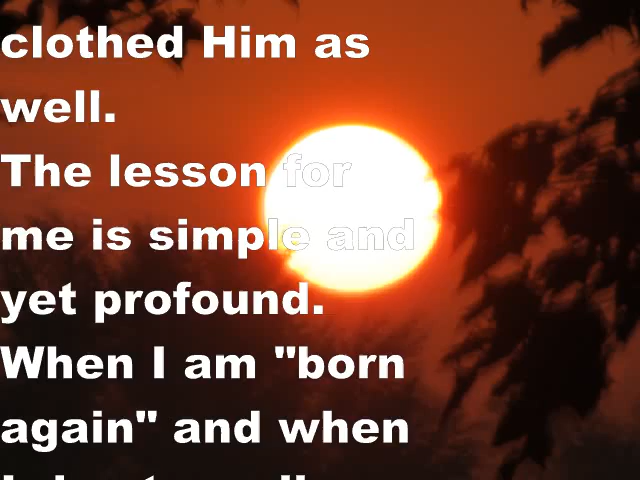 clothed Him as
well.
The lesson for
me is simple and
yet profound.
When I am "born
again" and when